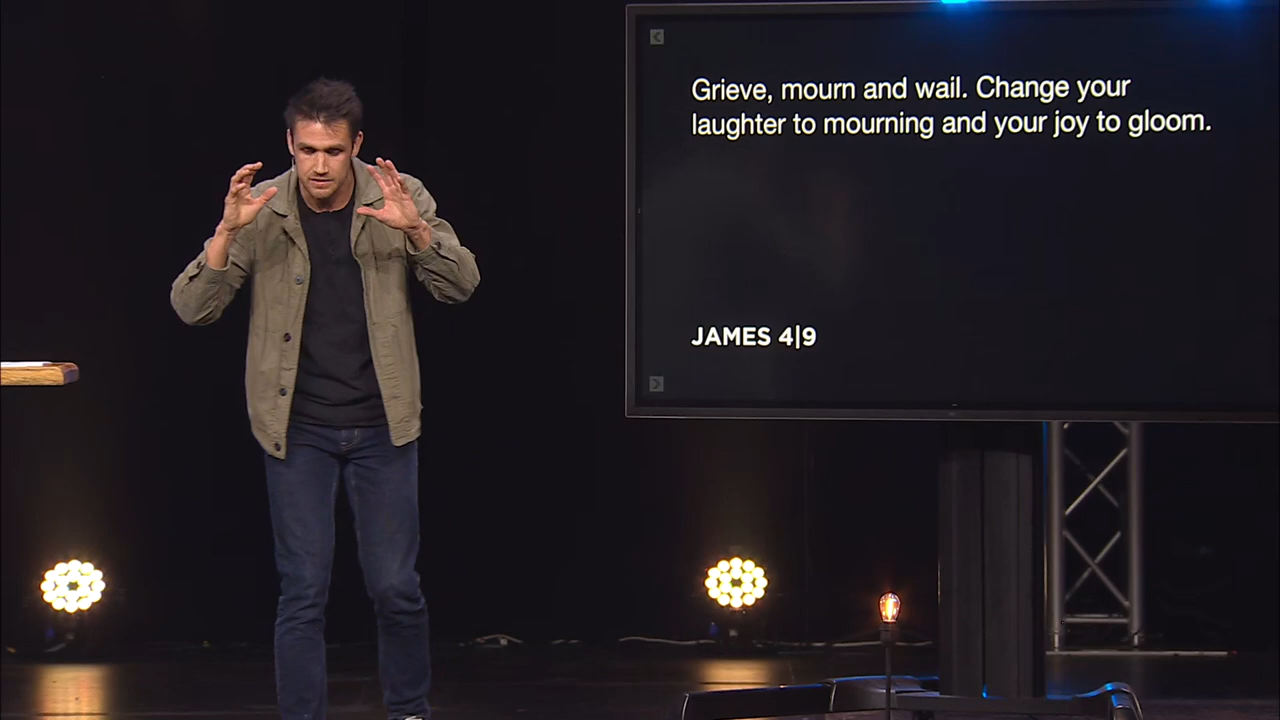 Grieve, mourn and wail. Change your
laughter to mourning and your joy to gloom.
JAMES 4|9